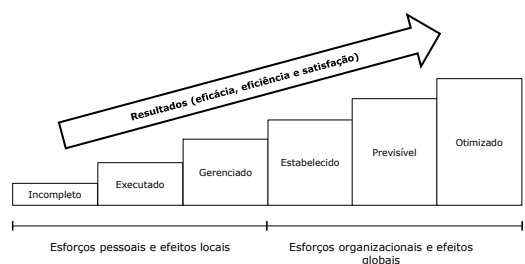 Resultados (eficácia, eficiência e satisfação)
Incompleto
Executado
Gerenciado
Estabelecido
Previsível
Otimizado
Esforços pessoais e efeitos locais
Esforços organizacionais e efeitos
globais